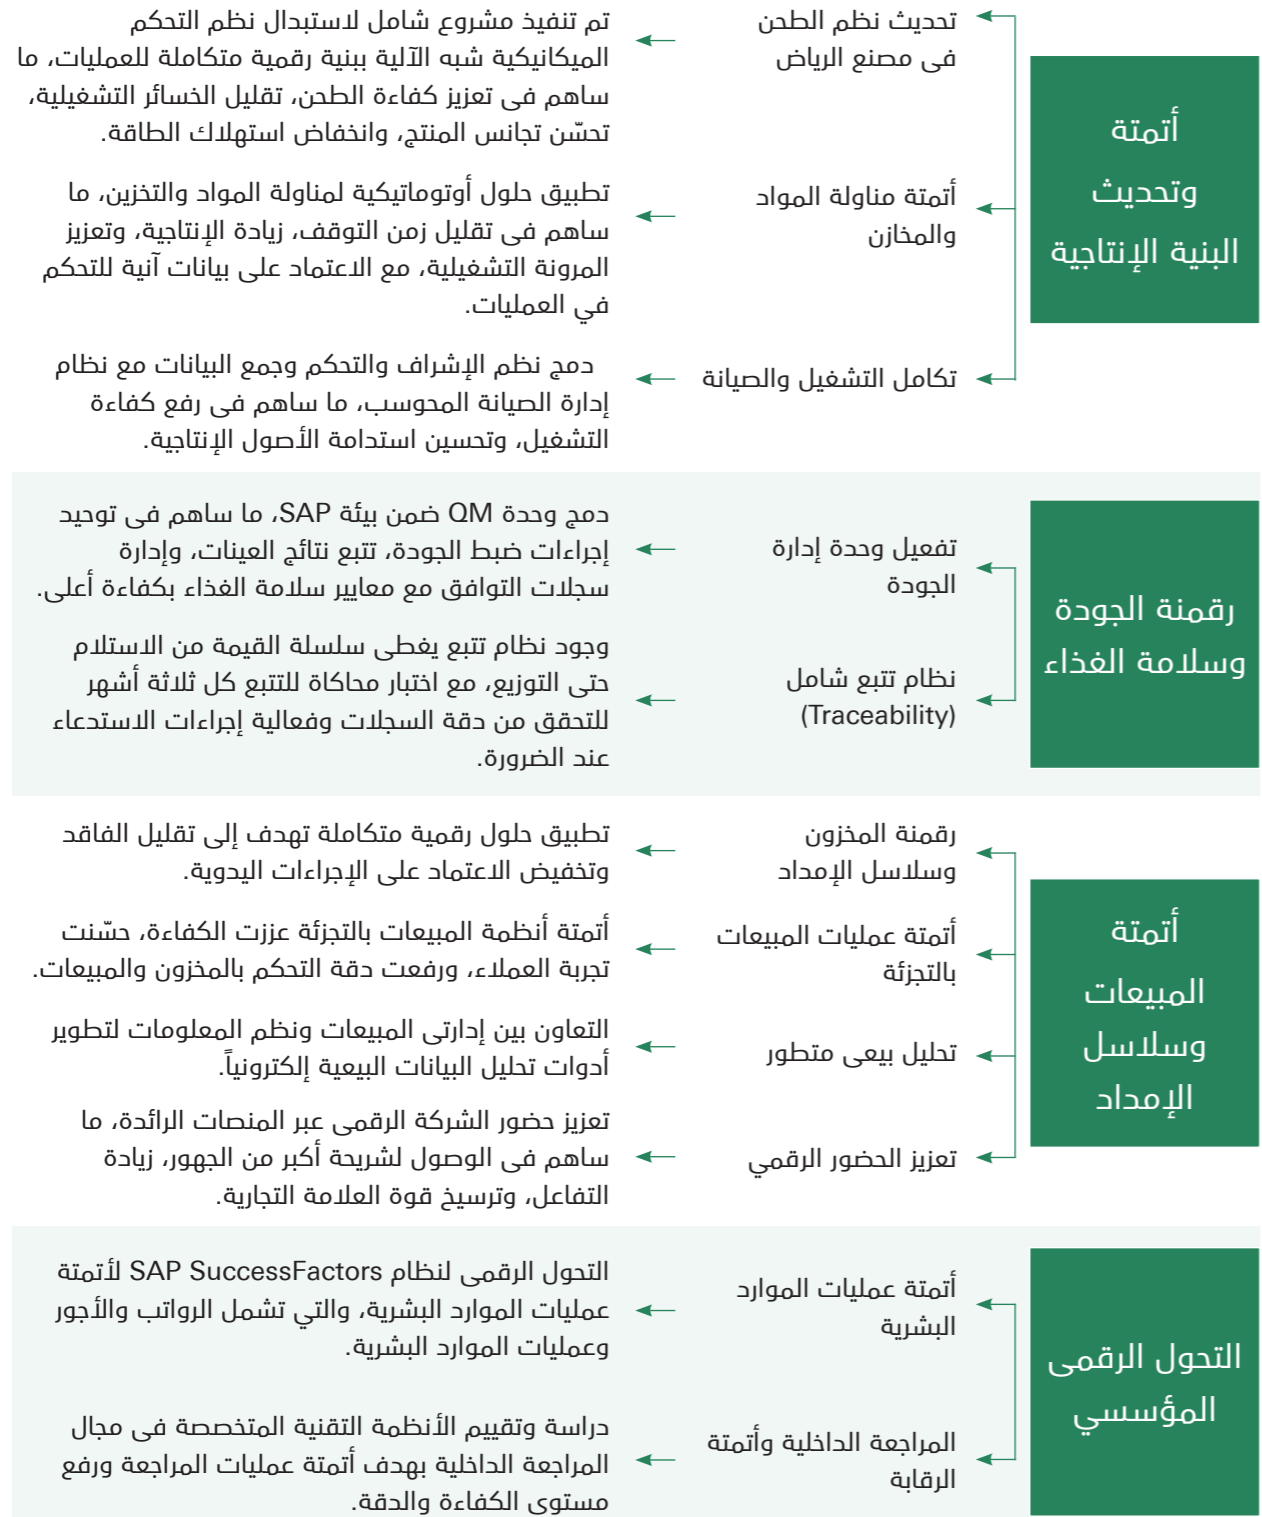 أتمتة
وتحديث
البنية الإنتاجية
تحديث نظم الطحن
فى مصنع الرياض
تم تنفيذ مشروع شامل لاستبدال نظم التحكم
الميكانيكية شبه الآلية ببنية رقمية متكاملة للعمليات، ما
ساهم فى تعزيز كفاءة الطحن، تقليل الخسائر التشغيلية،
تحسّن تجانس المنتج، وانخفاض استهلاك الطاقة.
أتمتة مناولة المواد
والمخازن
تطبيق حلول أوتوماتيكية لمناولة المواد والتخزين، ما
ساهم فى تقليل زمن التوقف، زيادة الإنتاجية، وتعزيز
المرونة التشغيلية، مع الاعتماد على بيانات آنية للتحكم
في العمليات.
تكامل التشغيل والصيانة
دمج نظم الإشراف والتحكم وجمع البيانات مع نظام
إدارة الصيانة المحوسب، ما ساهم فى رفع كفاءة
التشغيل، وتحسين استدامة الأصول الإنتاجية.
رقمنة الجودة
وسلامة الغذاء
تفعيل وحدة إدارة
الجودة
دمج وحدة QM ضمن بيئة SAP، ما ساهم فى توحيد
إجراءات ضبط الجودة، تتبع نتائج العينات، وإدارة
سجلات التوافق مع معايير سلامة الغذاء بكفاءة أعلى.
نظام تتبع شامل
(Traceability)
وجود نظام تتبع يغطى سلسلة القيمة من الاستلام
حتى التوزيع، مع اختبار محاكاة للتتبع كل ثلاثة أشهر
للتحقق من دقة السجلات وفعالية إجراءات الاستدعاء
عند الضرورة.
أتمتة
المبيعات
وسلاسل
الإمداد
رقمنة المخزون
وسلاسل الإمداد
تطبيق حلول رقمية متكاملة تهدف إلى تقليل الفاقد
وتخفيض الاعتماد على الإجراءات اليدوية.
أتمتة عمليات المبيعات
بالتجزئة
أتمتة أنظمة المبيعات بالتجزئة عززت الكفاءة، حسّنت
تجربة العملاء، ورفعت دقة التحكم بالمخزون والمبيعات.
تحليل بيعى متطور
التعاون بين إدارتى المبيعات ونظم المعلومات لتطوير
أدوات تحليل البيانات البيعية إلكترونياً.
تعزيز الحضور الرقمي
تعزيز حضور الشركة الرقمى عبر المنصات الرائدة، ما
ساهم فى الوصول لشريحة أكبر من الجهور، زيادة
التفاعل، وترسيخ قوة العلامة التجارية.
التحول الرقمى
المؤسسي
أتمتة عمليات الموارد
البشرية
التحول الرقمى لنظام SAP SuccessFactors لأتمتة
عمليات الموارد البشرية، والتي تشمل الرواتب والأجور
وعمليات الموارد البشرية.
المراجعة الداخلية وأتمتة
الرقابة
دراسة وتقييم الأنظمة التقنية المتخصصة فى مجال
المراجعة الداخلية بهدف أتمتة عمليات المراجعة ورفع
مستوى الكفاءة والدقة.